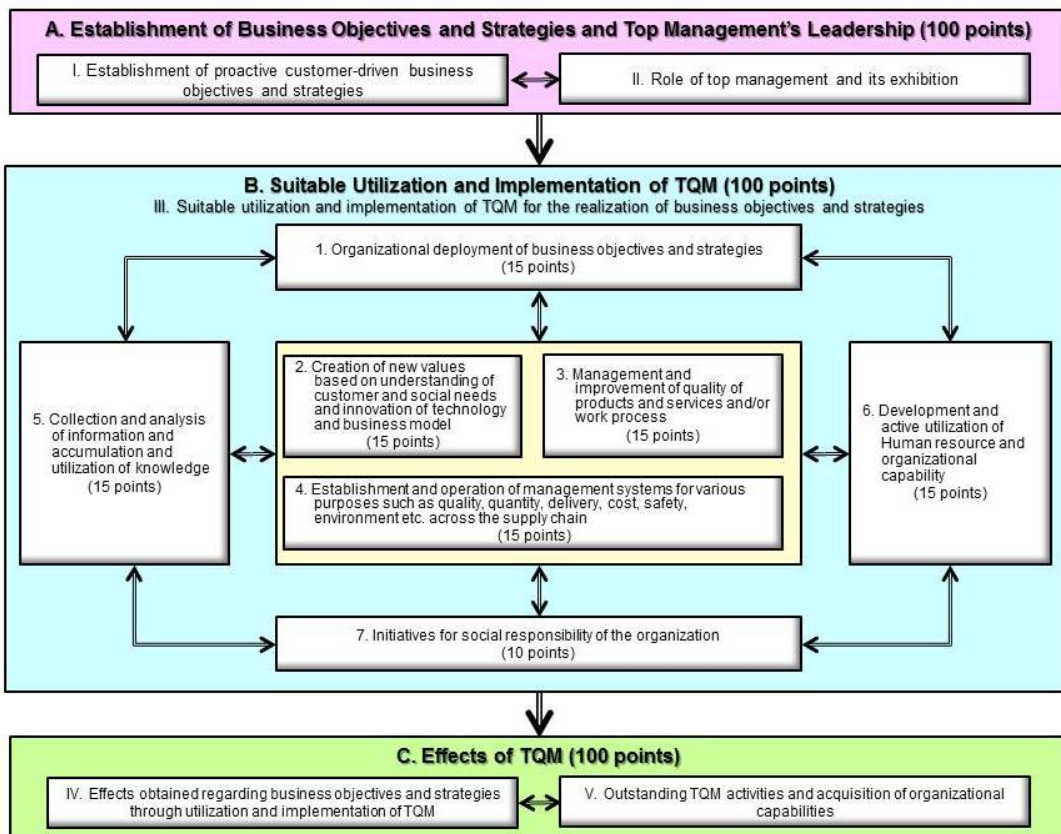 A. Establishment of Business Objectives and Strategies and Top Management's Leadership (100 points)
I. Establishment of proactive customer-driven business
objectives and strategies
II. Role of top management and its exhibition
B. Suitable Utilization and Implementation of TQM (100 points)
III. Suitable utilization and implementation of TQM for the realization of business objectives and strategies
1. Organizational deployment of business objectives and strategies
(15 points)
2. Creation of new values
based on understanding of
customer and social needs
and innovation of technology
and business model
(15 points)
3. Management and
improvement of quality of
products and services and/or
work process
(15 points)
5. Collection and analysis
of information and
accumulation and
utilization of knowledge
(15 points)
6. Development and
active utilization of
Human resource and
organizational
capability
(15 points)
4. Establishment and operation of management systems for various
purposes such as quality, quantity, delivery, cost, safety,
environment etc. across the supply chain
(15 points)
7. Initiatives for social responsibility of the organization
(10 points)
C. Effects of TQM (100 points)
IV. Effects obtained regarding business objectives and strategies
through utilization and implementation of TQM
V. Outstanding TQM activities and acquisition of organizational
capabilities